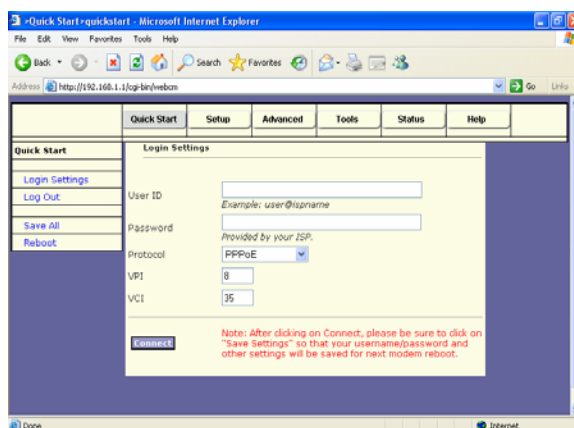 »Quick Start»quickstart - Microsoft Internet Explorer
File Edit View Favorites Tools Help
Back Search Favorites
Address http://192.168.1.1/cgi-bin/webcm Go Links
Quick Start Setup Advanced Tools Status Help
Quick Start
Login Settings
Log Out
Save All
Reboot
Login Settings
User ID
Example: user@ispname
Password
Provided by your ISP.
Protocol PPPoE
VPI 8
VCI 35
Connect
Note: After clicking on Connect, please be sure to click on
"Save Settings" so that your username/password and
other settings will be saved for next modem reboot.
Done Internet